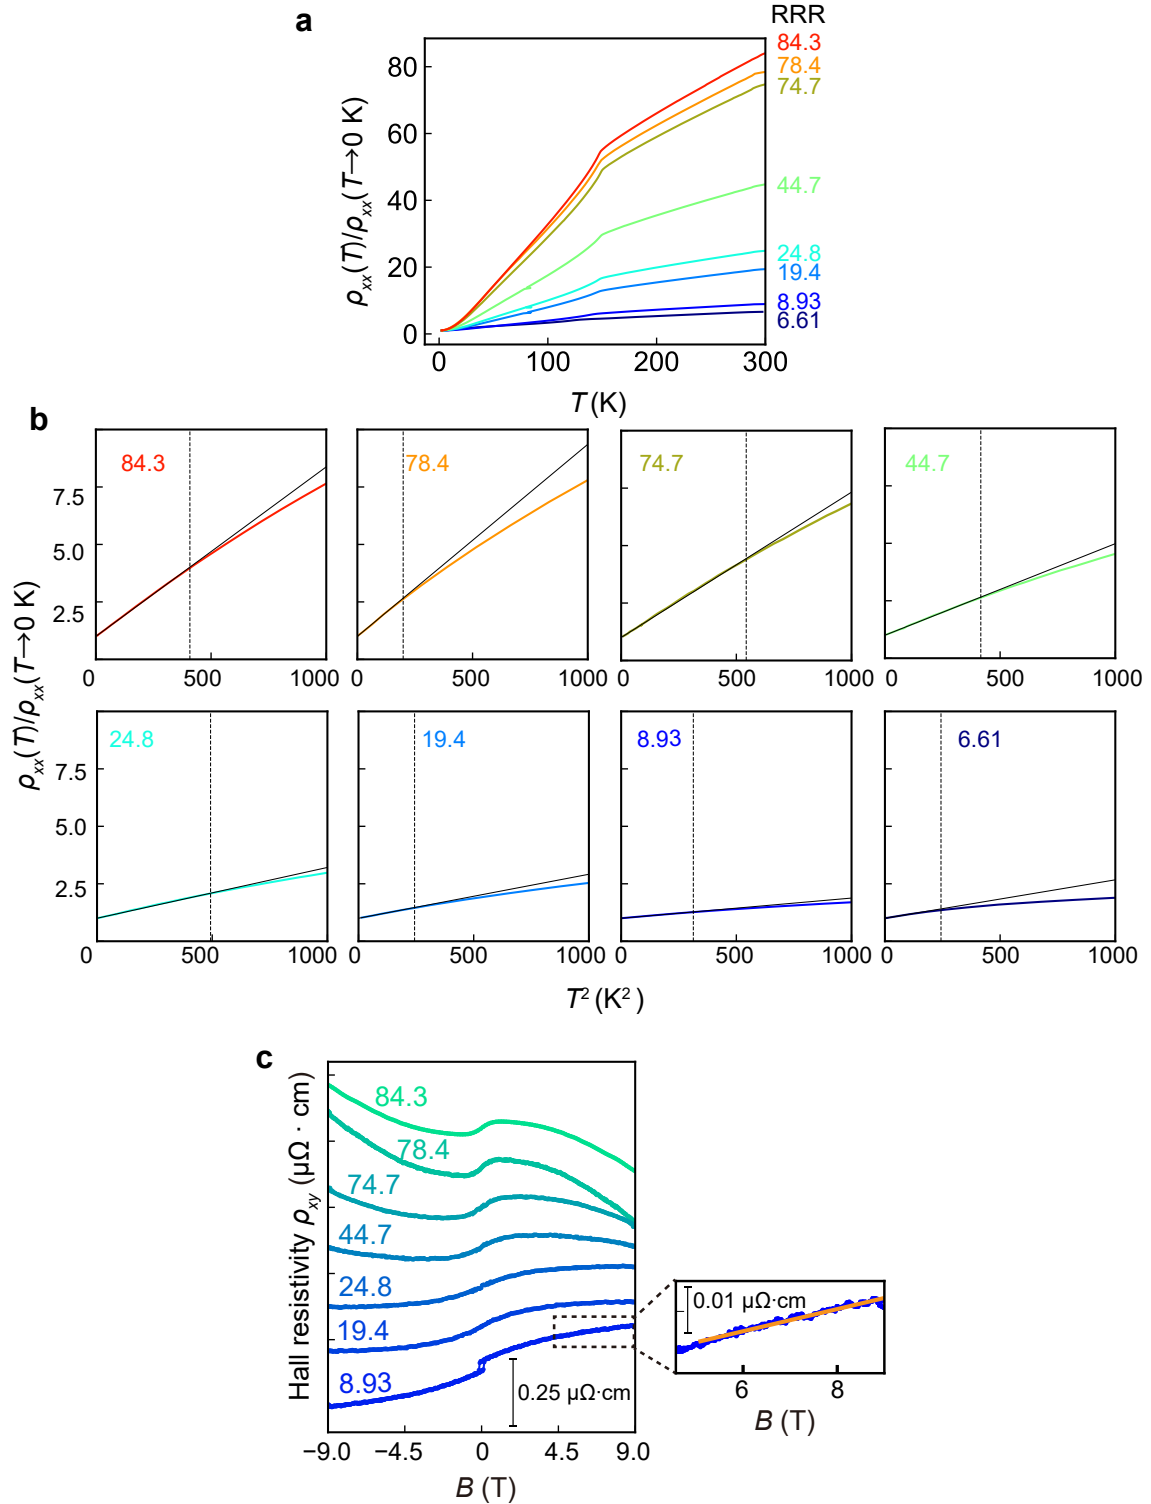 a
RRR
84.3
78.4
74.7
44.7
24.8
19.4
8.93
6.61
80
60
40
20
0
ρxx(T)/ρxx(T→0 K)
0 100 200 300
T (K)
b
84.3 78.4 74.7 44.7
7.5
5.0
2.5
0 500 1000 0 500 1000 0 500 1000 0 500 1000
ρxx(T)/ρxx(T→0 K)
24.8 19.4 8.93 6.61
7.5
5.0
2.5
0 500 1000 0 500 1000 0 500 1000 0 500 1000
T² (K²)
c
Hall resistivity ρxy (μΩ · cm)
84.3
78.4
74.7
44.7
24.8
19.4
8.93
0.25 μΩ·cm
−9.0 −4.5 0 4.5 9.0
B (T)
0.01 μΩ·cm
6 8
B (T)